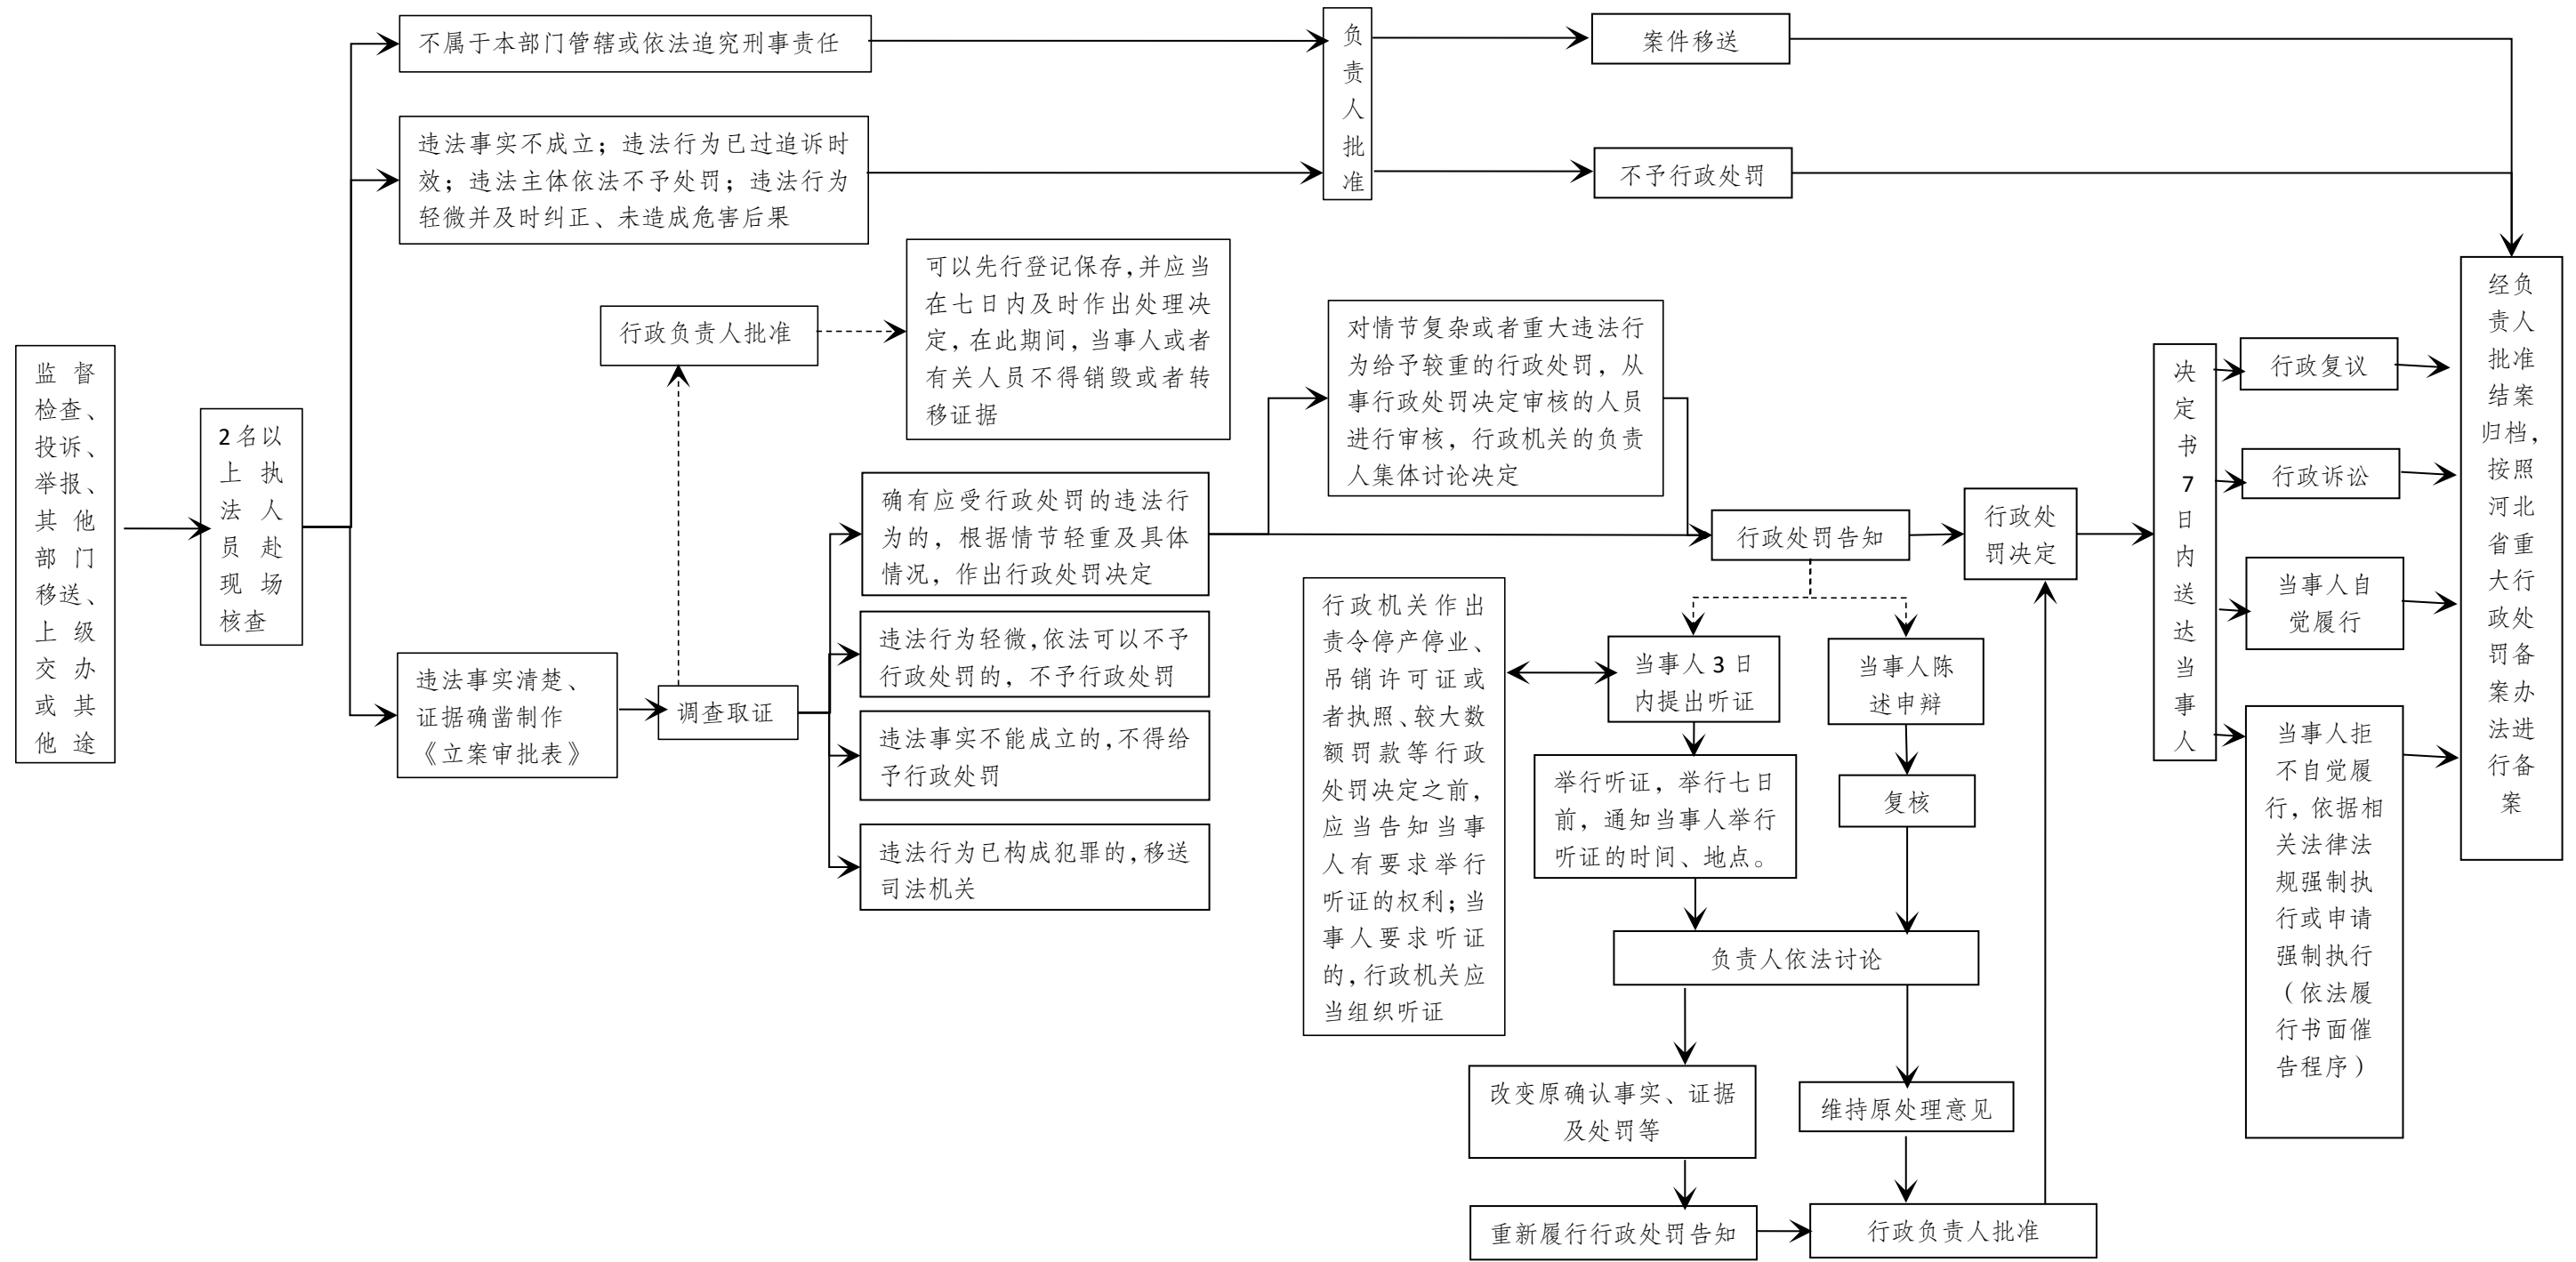 监督
检查、
投诉、
举报、
其他
部门
移送、
上级
交办
或其
他途
2名以
上执
法人
员赴
现场
核查
不属于本部门管辖或依法追究刑事责任
违法事实不成立；违法行为已过追诉时
效；违法主体依法不予处罚；违法行为
轻微并及时纠正、未造成危害后果
违法事实清楚、
证据确凿制作
《立案审批表》
负
责
人
批
准
案件移送
不予行政处罚
行政负责人批准
可以先行登记保存，并应当
在七日内及时作出处理决
定，在此期间，当事人或者
有关人员不得销毁或者转
移证据
调查取证
确有应受行政处罚的违法行
为的，根据情节轻重及具体
情况，作出行政处罚决定
违法行为轻微，依法可以不予
行政处罚的，不予行政处罚
违法事实不能成立的，不得给
予行政处罚
违法行为已构成犯罪的，移送
司法机关
对情节复杂或者重大违法行
为给予较重的行政处罚，从
事行政处罚决定审核的人员
进行审核，行政机关的负责
人集体讨论决定
行政处罚告知
行政处
罚决定
行政机关作出
责令停产停业、
吊销许可证或
者执照、较大数
额罚款等行政
处罚决定之前，
应当告知当事
人有要求举行
听证的权利；当
事人要求听证
的，行政机关应
当组织听证
当事人3日
内提出听证
当事人陈
述申辩
举行听证，举行七日
前，通知当事人举行
听证的时间、地点。
复核
负责人依法讨论
改变原确认事实、证据
及处罚等
维持原处理意见
重新履行行政处罚告知
行政负责人批准
决
定
书
7
日
内
送
达
当
事
人
行政复议
行政诉讼
当事人自
觉履行
当事人拒
不自觉履
行，依据相
关法律法
规强制执
行或申请
强制执行
（依法履
行书面催
告程序）
经负
责人
批准
结案
归档，
按照
河北
省重
大行
政处
罚备
案办
法进
行备
案